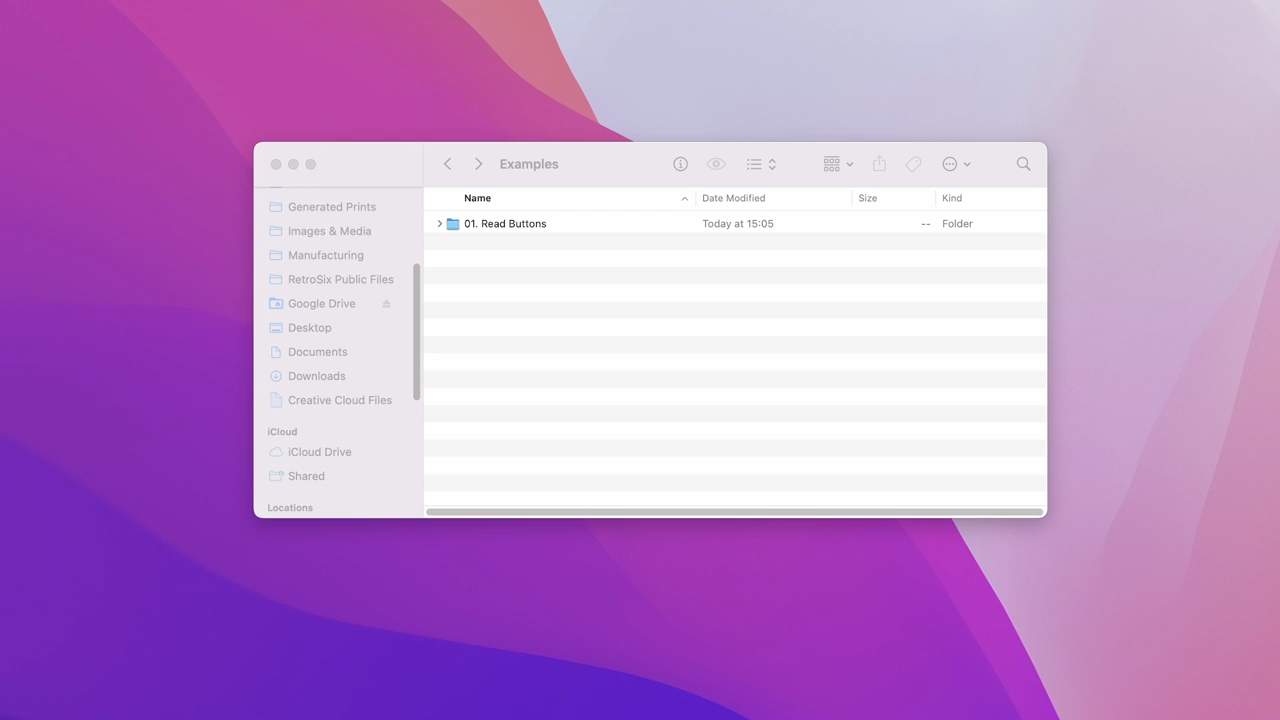 Examples
Generated Prints
Images & Media
Manufacturing
RetroSix Public Files
Google Drive
Desktop
Documents
Downloads
Creative Cloud Files
iCloud
iCloud Drive
Shared
Locations
Name Date Modified Size Kind
01. Read Buttons Today at 15:05 -- Folder